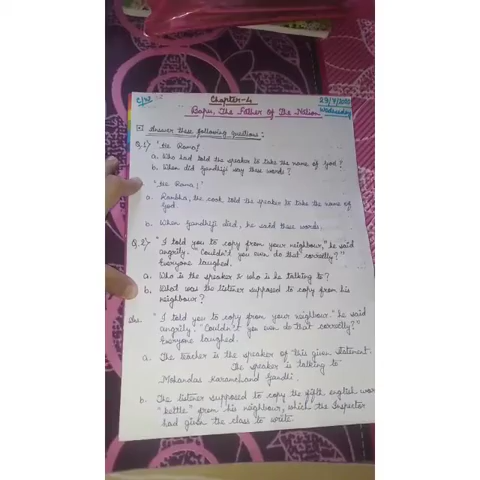 C/W
Chapter-4
29/7/2020
Bapu, The Father of The Nation
Wednesday
Answer these following questions:
Q.1) "He Rama!
a. Who had told the speaker to take the name of God?
b. When did Gandhiji say these words?
"He Rama!"
a. Rambha, the cook told the speaker to take the name of
God.
b. When Gandhiji died, he said these words.
Q.2) "I told you to copy from your neighbour," he said
angrily. "Couldn't you even do that correctly?"
Everyone laughed.
a. Who is the speaker & who is he talking to?
b. What was the listener supposed to copy from his
neighbour?
Ans. "I told you to copy from your neighbour," he said
angrily. "Couldn't you even do that correctly?"
Everyone laughed.
a. The teacher is the speaker of this given statement.
The speaker is talking to
Mohandas Karamchand Gandhi.
b. The listener supposed to copy the fifth english wor
"kettle" from his neighbour, which the Inspector
had given the class to write